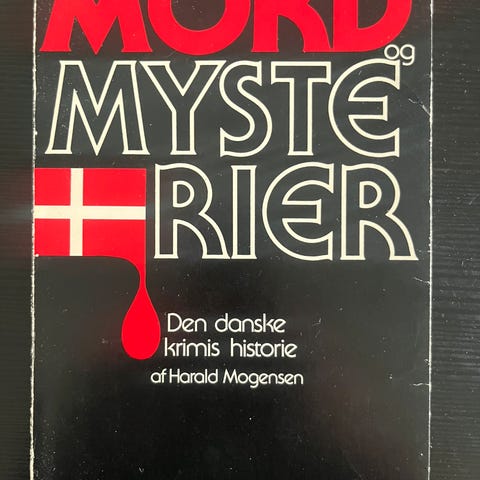 MORD
og
MYSTE
RIER
Den danske
krimis historie
af Harald Mogensen